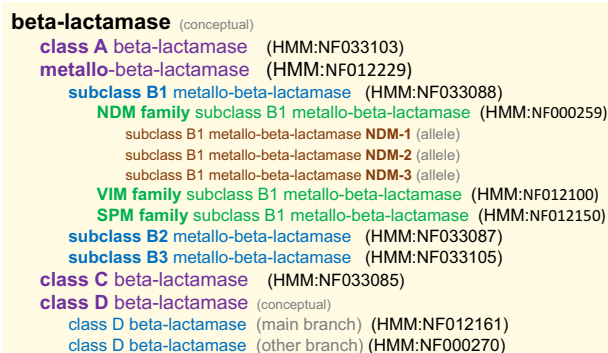 beta-lactamase (conceptual)
class A beta-lactamase (HMM:NF033103)
metallo-beta-lactamase (HMM:NF012229)
subclass B1 metallo-beta-lactamase (HMM:NF033088)
NDM family subclass B1 metallo-beta-lactamase (HMM:NF000259)
subclass B1 metallo-beta-lactamase NDM-1 (allele)
subclass B1 metallo-beta-lactamase NDM-2 (allele)
subclass B1 metallo-beta-lactamase NDM-3 (allele)
VIM family subclass B1 metallo-beta-lactamase (HMM:NF012100)
SPM family subclass B1 metallo-beta-lactamase (HMM:NF012150)
subclass B2 metallo-beta-lactamase (HMM:NF033087)
subclass B3 metallo-beta-lactamase (HMM:NF033105)
class C beta-lactamase (HMM:NF033085)
class D beta-lactamase (conceptual)
class D beta-lactamase (main branch) (HMM:NF012161)
class D beta-lactamase (other branch) (HMM:NF000270)